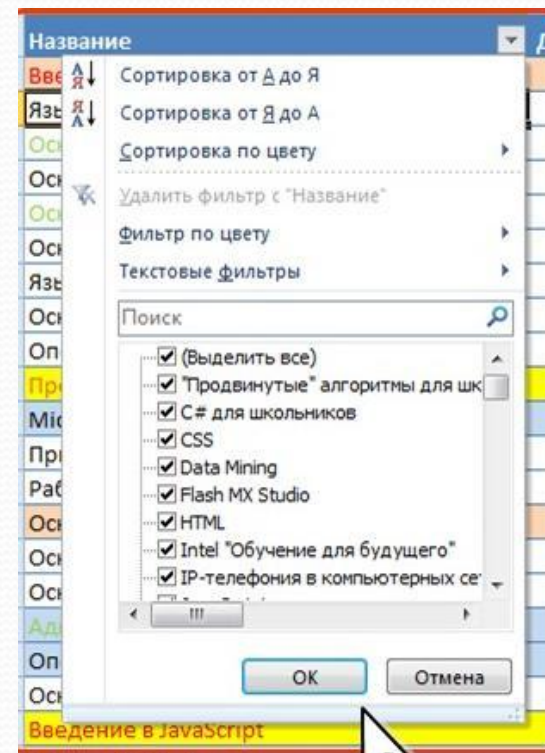 Название
Сортировка от А до Я
Сортировка от Я до А
Сортировка по цвету
Удалить фильтр с "Название"
Фильтр по цвету
Текстовые фильтры
Поиск
(Выделить все)
"Продвинутые" алгоритмы для шк
C# для школьников
CSS
Data Mining
Flash MX Studio
HTML
Intel "Обучение для будущего"
IP-телефония в компьютерных се
OK
Отмена
Введение в JavaScript